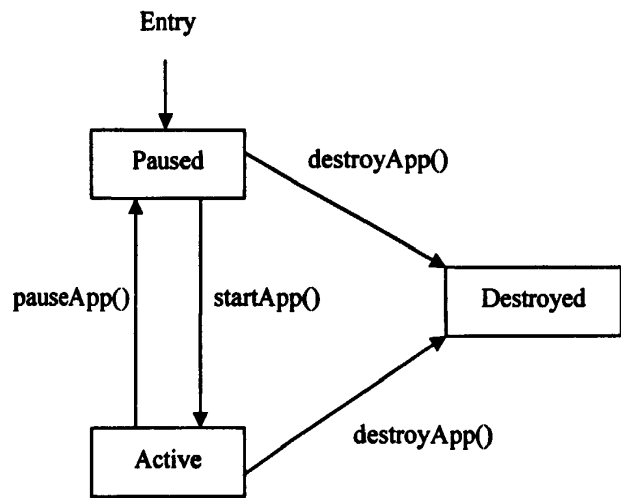 Entry
Paused
destroyApp()
pauseApp()
startApp()
Destroyed
destroyApp()
Active